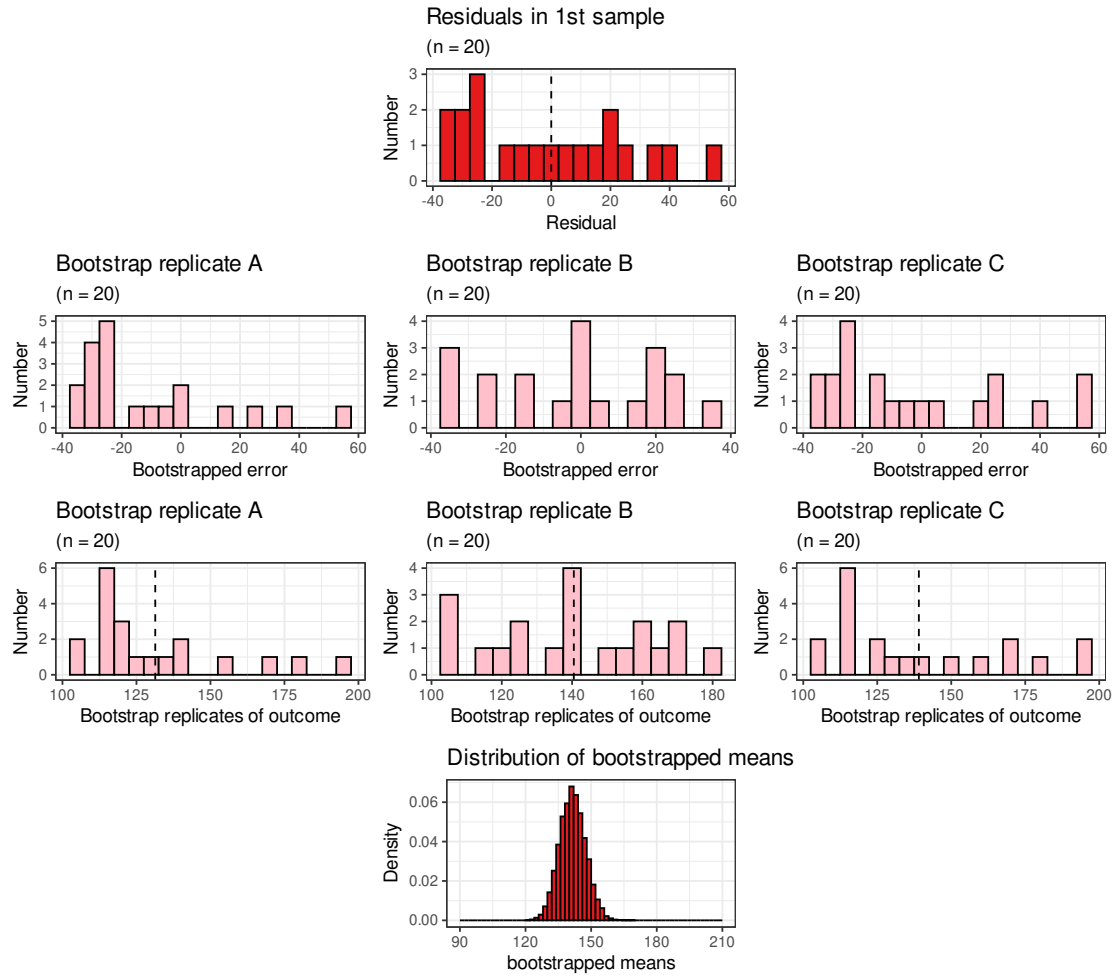 Residuals in 1st sample
(n = 20)
3
2
1
0
Number
-40 -20 0 20 40 60
Residual
Bootstrap replicate A
(n = 20)
5
4
3
2
1
0
Number
-40 -20 0 20 40 60
Bootstrapped error
Bootstrap replicate B
(n = 20)
4
3
2
1
0
Number
-40 -20 0 20 40
Bootstrapped error
Bootstrap replicate C
(n = 20)
4
3
2
1
0
Number
-40 -20 0 20 40 60
Bootstrapped error
Bootstrap replicate A
(n = 20)
6
4
2
0
Number
100 125 150 175 200
Bootstrap replicates of outcome
Bootstrap replicate B
(n = 20)
4
3
2
1
0
Number
100 120 140 160 180
Bootstrap replicates of outcome
Bootstrap replicate C
(n = 20)
6
4
2
0
Number
100 125 150 175 200
Bootstrap replicates of outcome
Distribution of bootstrapped means
0.06
0.04
0.02
0.00
Density
90 120 150 180 210
bootstrapped means